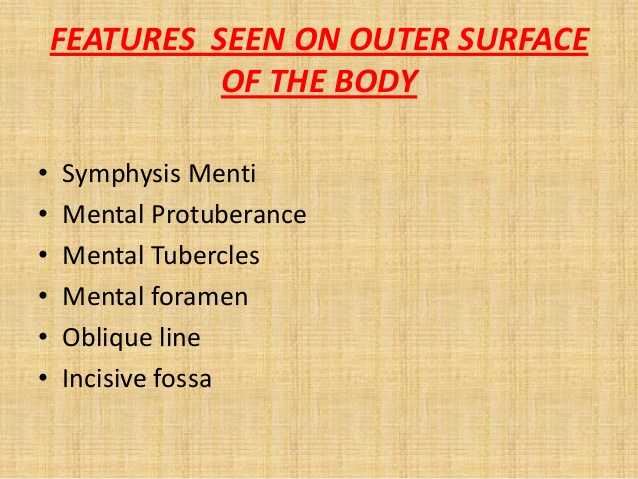 FEATURES SEEN ON OUTER SURFACE
OF THE BODY
• Symphysis Menti
• Mental Protuberance
• Mental Tubercles
• Mental foramen
• Oblique line
• Incisive fossa